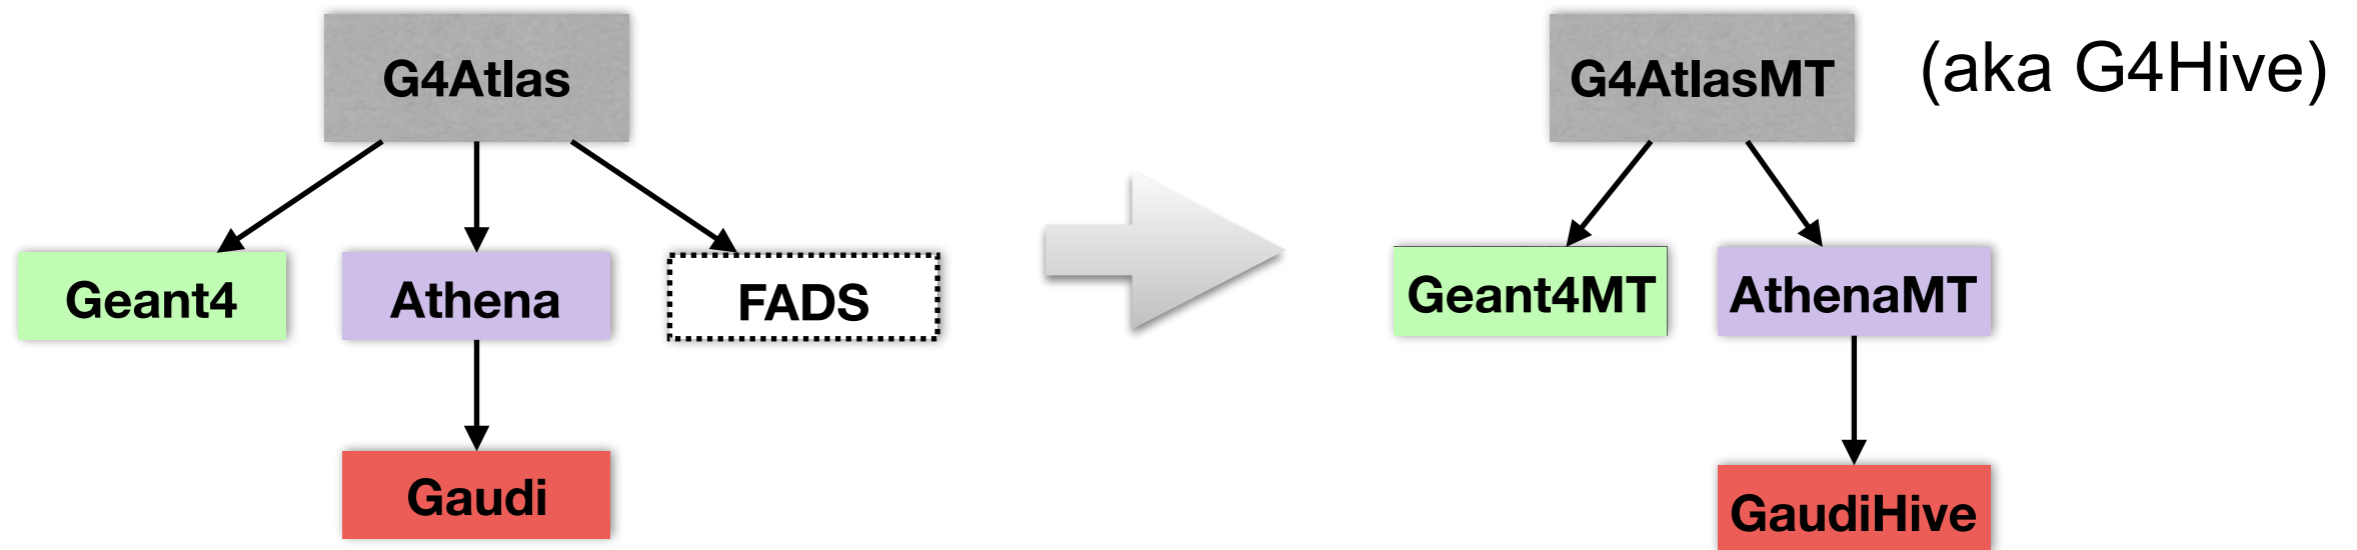 G4Atlas
Geant4
Athena
FADS
Gaudi
G4AtlasMT
(aka G4Hive)
Geant4MT
AthenaMT
GaudiHive